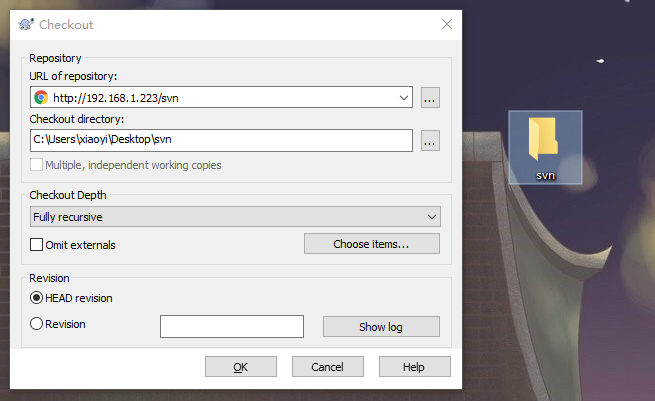 Checkout
Repository
URL of repository:
http://192.168.1.223/svn
...
Checkout directory:
C:\Users\xiaoyi\Desktop\svn
...
Multiple, independent working copies
Checkout Depth
Fully recursive
Omit externals
Choose items...
Revision
HEAD revision
Revision
Show log
OK
Cancel
Help
svn